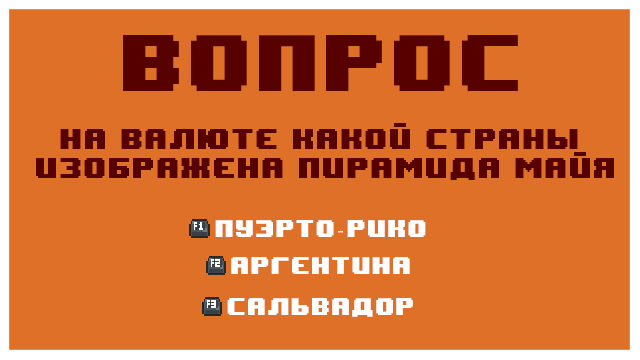 ВОПРОС
НА ВАЛЮТЕ КАКОЙ СТРАНЫ
ИЗОБРАЖЕНА ПИРАМИДА МАЙЯ
F1 ПУЭРТО-РИКО
F2 АРГЕНТИНА
F3 САЛЬВАДОР